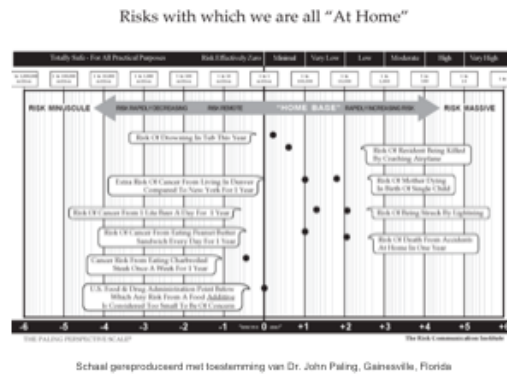 Risks with which we are all "At Home"
Totally Safe - For All Practical Purposes Risk Effectively Zero Minimal Very Low Low Moderate High Very High
RISK MINUSCULE RISK RAPIDLY DECREASING RISK REMOTE "HOME BASE" RAPIDLY INCREASING RISK RISK MASSIVE
Risk Of Drowning In Tub This Year
Risk Of Resident Being Killed
By Crashing Airplane
Extra Risk Of Cancer From Living In Denver
Compared To New York For 1 Year
Risk Of Mother Dying
In Birth Of Single Child
Risk Of Cancer From 1 Lite Beer A Day For 1 Year
Risk Of Being Struck By Lightning
Risk Of Cancer From Eating Peanut Butter
Sandwich Every Day For 1 Year
Risk Of Death From Accidents
At Home In One Year
Cancer Risk From Eating Charbroiled
Steak Once A Week For 1 Year
U.S. Food & Drug Administration Point Below
Which Any Risk From A Food Additive
Is Considered Too Small To Be Of Concern
-6 -5 -4 -3 -2 -1 0 +1 +2 +3 +4 +5 +6
THE PALING PERSPECTIVE SCALE® The Risk Communication Institute
Schaal gereproduceerd met toestemming van Dr. John Paling, Gainesville, Florida